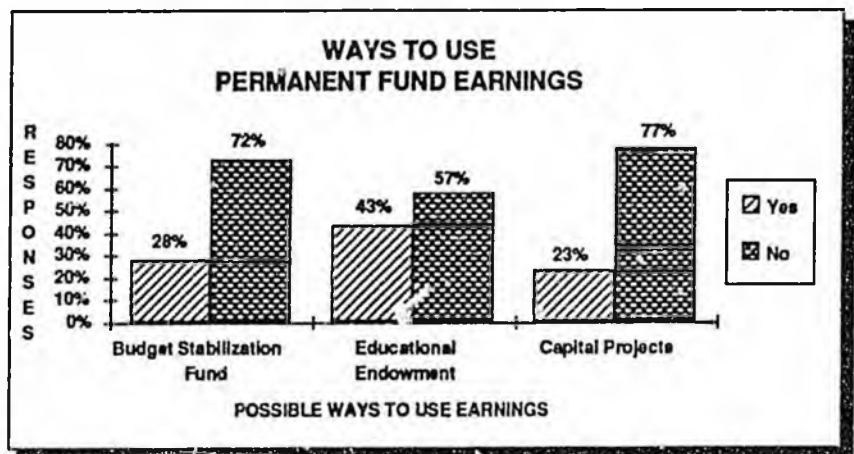 WAYS TO USE
PERMANENT FUND EARNINGS
RESPONSES
80%
70%
60%
50%
40%
30%
20%
10%
0%
28%
72%
43%
57%
23%
77%
Yes
No
Budget Stabilization
Fund
Educational
Endowment
Capital Projects
POSSIBLE WAYS TO USE EARNINGS